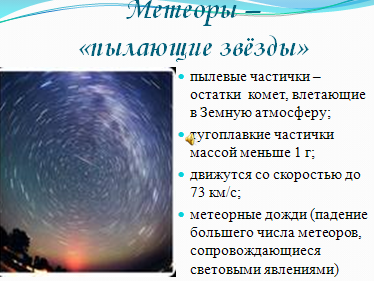 Метеоры –
«пылающие звёзды»
пылевые частички –
остатки комет, влетающие
в Земную атмосферу;
тугоплавкие частички
массой меньше 1 г;
движутся со скоростью до
73 км/с;
метеорные дожди (падение
большего числа метеоров,
сопровождающиеся
световыми явлениями)